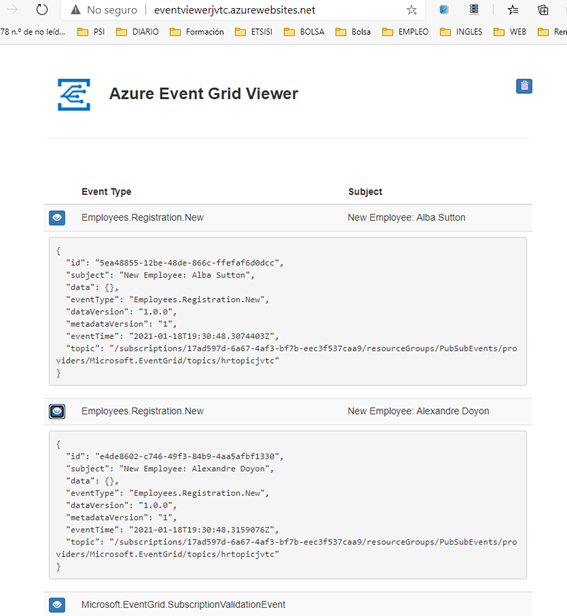 No seguro eventviewerjvtc.azurewebsites.net
78 n.º de no leíd... PSI DIARIO Formación ETSISI BOLSA Bolsa EMPLEO INGLES WEB Ren
Azure Event Grid Viewer
Event Type Subject
Employees.Registration.New New Employee: Alba Sutton
{
"id": "5ea48855-12be-48de-866c-ffefaf6d0dcc",
"subject": "New Employee: Alba Sutton",
"data": {},
"eventType": "Employees.Registration.New",
"dataVersion": "1.0.0",
"metadataVersion": "1",
"eventTime": "2021-01-18T19:30:48.3074403Z",
"topic": "/subscriptions/17ad597d-6a67-4af3-bf7b-eec3f537caa9/resourceGroups/PubSubEvents/pro
viders/Microsoft.EventGrid/topics/hrtopicjvtc"
}
Employees.Registration.New New Employee: Alexandre Doyon
{
"id": "e4de8602-c746-49f3-84b9-4aa5afbf1330",
"subject": "New Employee: Alexandre Doyon",
"data": {},
"eventType": "Employees.Registration.New",
"dataVersion": "1.0.0",
"metadataVersion": "1",
"eventTime": "2021-01-18T19:30:48.3159076Z",
"topic": "/subscriptions/17ad597d-6a67-4af3-bf7b-eec3f537caa9/resourceGroups/PubSubEvents/pro
viders/Microsoft.EventGrid/topics/hrtopicjvtc"
}
Microsoft.EventGrid.SubscriptionValidationEvent